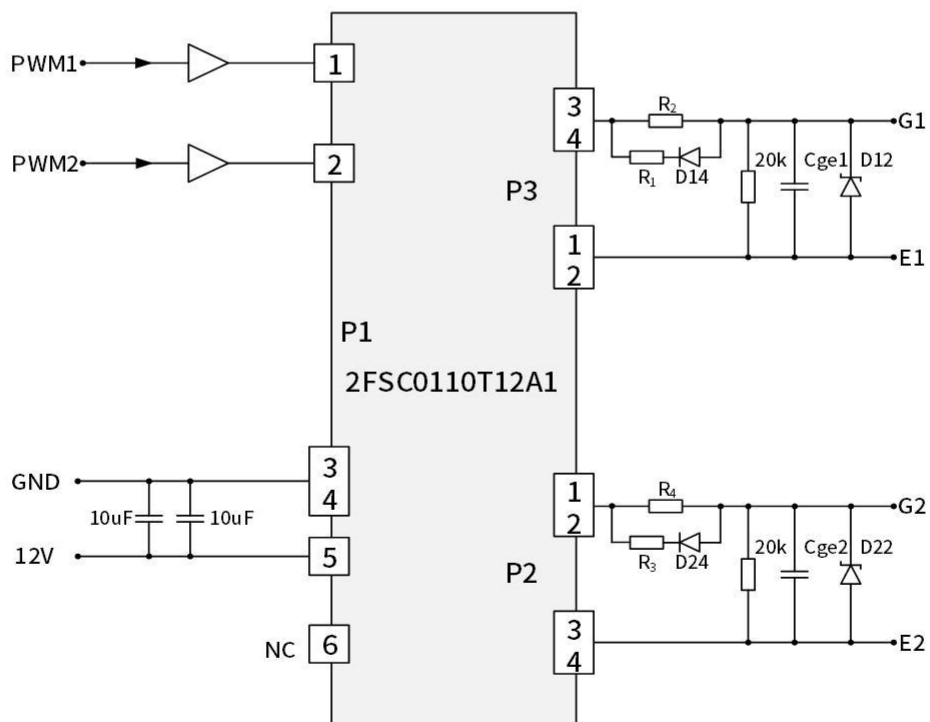 PWM1
1
PWM2
2
P1
2FSC0110T12A1
GND
3
4
10uF
10uF
12V
5
NC
6
P3
3
4
R2
R1
D14
20k
Cge1
D12
G1
1
2
E1
P2
1
2
R4
R3
D24
20k
Cge2
D22
G2
3
4
E2